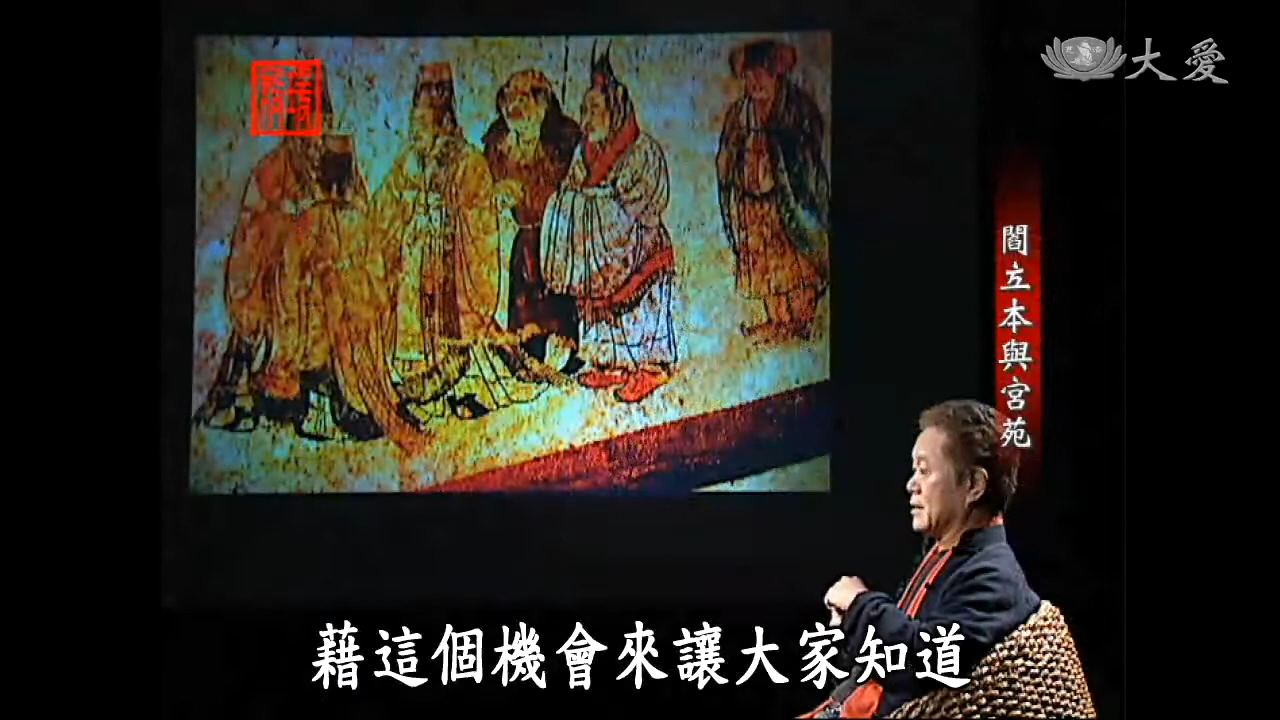 大愛
閻立本與宮苑
藉這個機會來讓大家知道